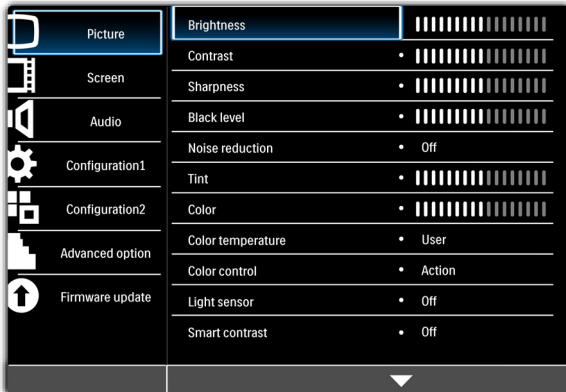 Picture
Screen
Audio
Configuration1
Configuration2
Advanced option
Firmware update
Brightness
Contrast •
Sharpness •
Black level •
Noise reduction • Off
Tint •
Color •
Color temperature • User
Color control • Action
Light sensor • Off
Smart contrast • Off